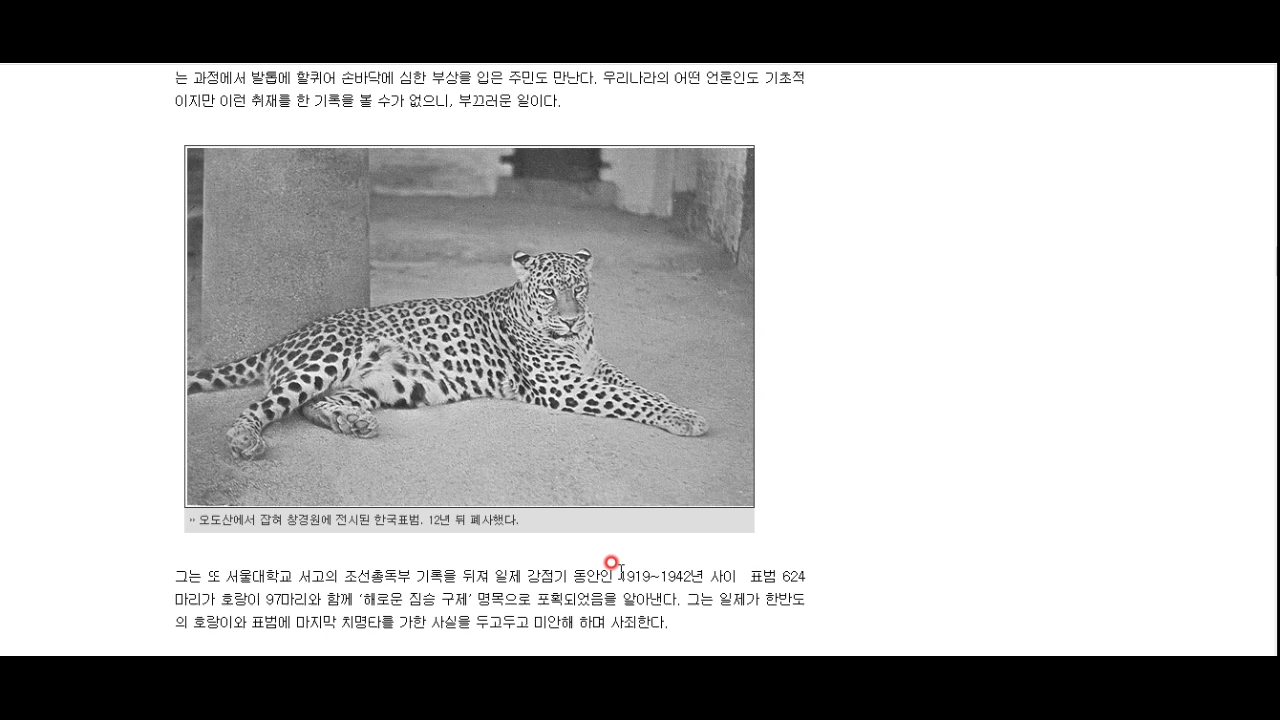 는 과정에서 발톱에 할퀴어 손바닥에 심한 부상을 입은 주민도 만난다. 우리나라의 어떤 언론인도 기초적
이지만 이런 취재를 한 기록을 볼 수가 없으니, 부끄러운 일이다.
›› 오도산에서 잡혀 창경원에 전시된 한국표범. 12년 뒤 폐사했다.
그는 또 서울대학교 서고의 조선총독부 기록을 뒤져 일제 강점기 동안인 1919~1942년 사이 표범 624
마리가 호랑이 97마리와 함께 '해로운 짐승 구제' 명목으로 포획되었음을 알아낸다. 그는 일제가 한반도
의 호랑이와 표범에 마지막 치명타를 가한 사실을 두고두고 미안해 하며 사죄한다.